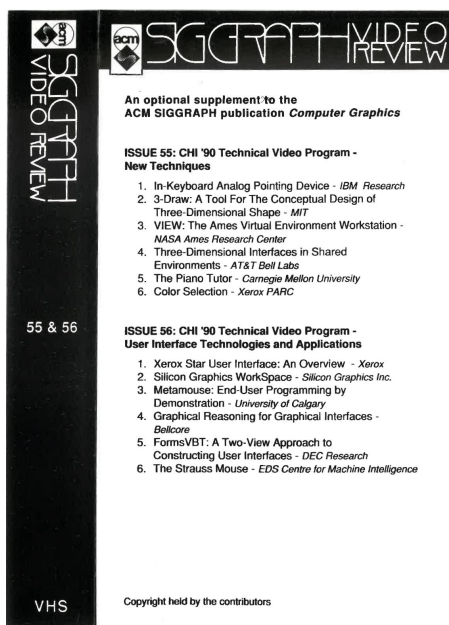 acm
SIGGRAPH
VIDEO REVIEW
55 & 56
VHS
acm
SIGGRAPH VIDEO REVIEW
An optional supplement to the
ACM SIGGRAPH publication Computer Graphics
ISSUE 55: CHI '90 Technical Video Program -
New Techniques
1. In-Keyboard Analog Pointing Device - IBM Research
2. 3-Draw: A Tool For The Conceptual Design of
Three-Dimensional Shape - MIT
3. VIEW: The Ames Virtual Environment Workstation -
NASA Ames Research Center
4. Three-Dimensional Interfaces in Shared
Environments - AT&T Bell Labs
5. The Piano Tutor - Carnegie Mellon University
6. Color Selection - Xerox PARC
ISSUE 56: CHI '90 Technical Video Program -
User Interface Technologies and Applications
1. Xerox Star User Interface: An Overview - Xerox
2. Silicon Graphics WorkSpace - Silicon Graphics Inc.
3. Metamouse: End-User Programming by
Demonstration - University of Calgary
4. Graphical Reasoning for Graphical Interfaces -
Bellcore
5. FormsVBT: A Two-View Approach to
Constructing User Interfaces - DEC Research
6. The Strauss Mouse - EDS Centre for Machine Intelligence
Copyright held by the contributors